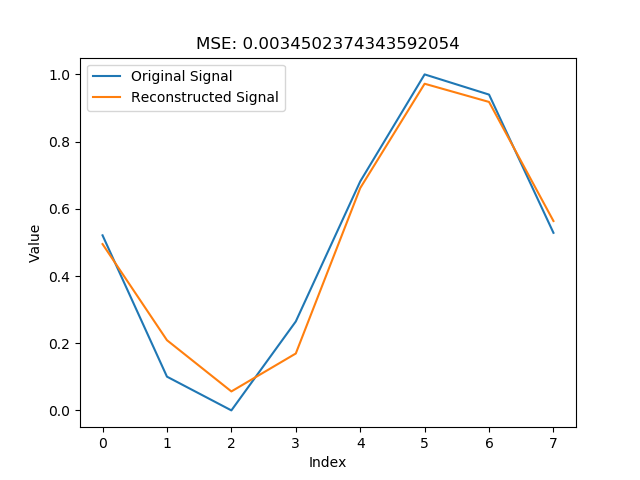 MSE: 0.0034502374343592054
Original Signal
Reconstructed Signal
1.0
0.8
0.6
0.4
0.2
0.0
Value
0 1 2 3 4 5 6 7
Index